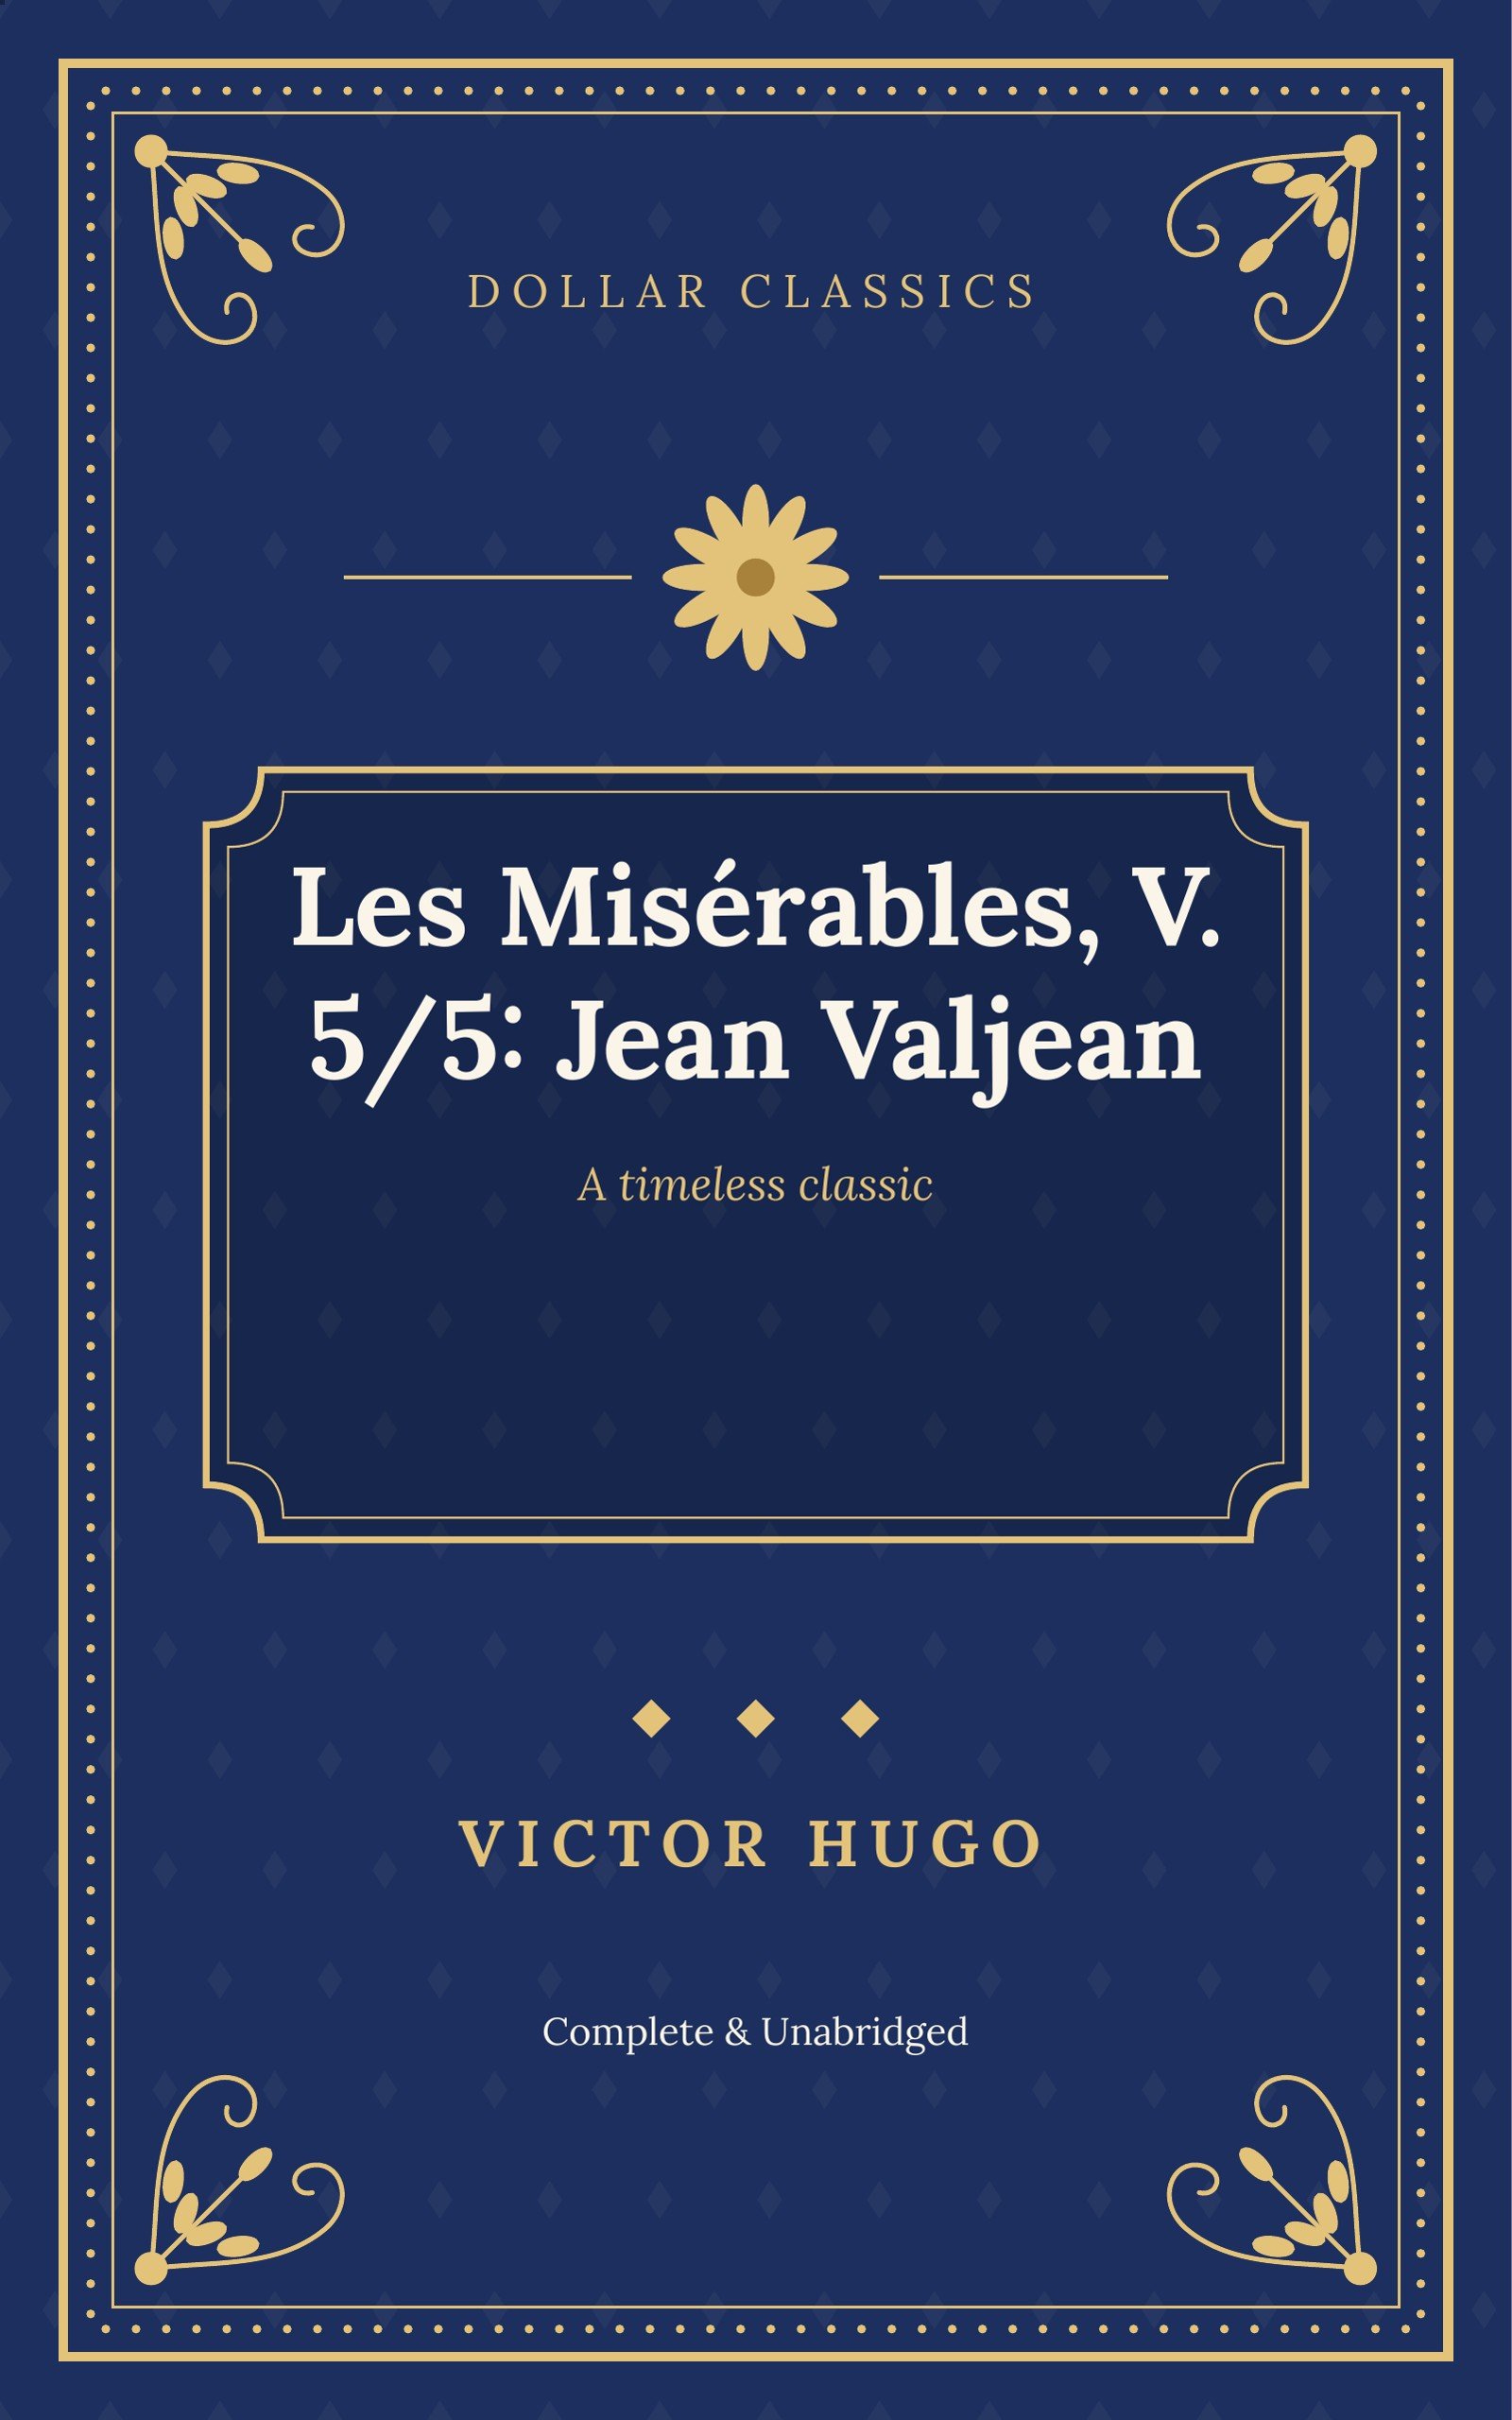 DOLLAR CLASSICS
Les Misérables, V.
5/5: Jean Valjean
A timeless classic
VICTOR HUGO
Complete & Unabridged